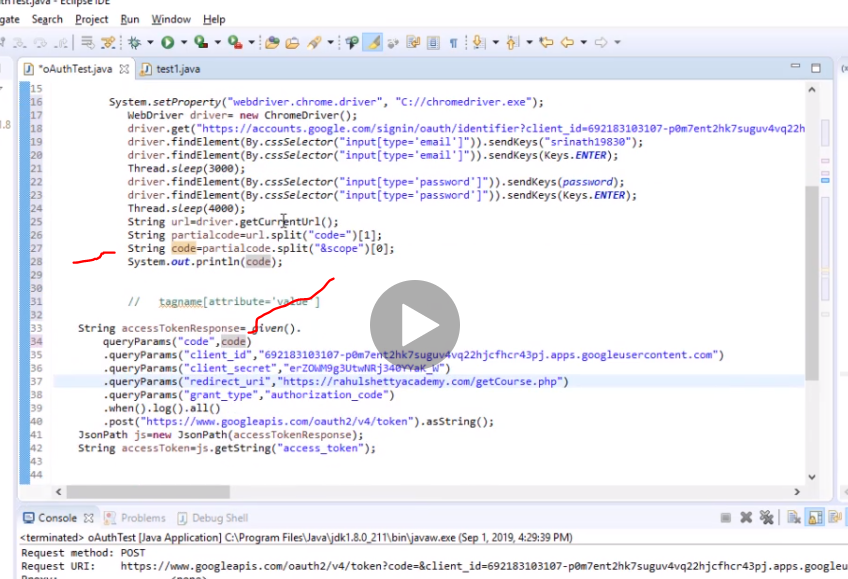 gate Search Project Run Window Help
*oAuthTest.java test1.java
15
16 System.setProperty("webdriver.chrome.driver", "C://chromedriver.exe");
17 WebDriver driver= new ChromeDriver();
18 driver.get("https://accounts.google.com/signin/oauth/identifier?client_id=692183103107-p0m7ent2hk7suguv4vq22h
19 driver.findElement(By.cssSelector("input[type='email']")).sendKeys("srinath19830");
20 driver.findElement(By.cssSelector("input[type='email']")).sendKeys(Keys.ENTER);
21 Thread.sleep(3000);
22 driver.findElement(By.cssSelector("input[type='password']")).sendKeys(password);
23 driver.findElement(By.cssSelector("input[type='password']")).sendKeys(Keys.ENTER);
24 Thread.sleep(4000);
25 String url=driver.getCurrentUrl();
26 String partialcode=url.split("code=")[1];
27 String code=partialcode.split("&scope")[0];
28 System.out.println(code);
29
30
31 // tagname[attribute='value']
32
33 String accessTokenResponse= given().
34 queryParams("code",code)
35 .queryParams("client_id","692183103107-p0m7ent2hk7suguv4vq22hjcfhcr43pj.apps.googleusercontent.com")
36 .queryParams("client_secret","erZOWM9g3UtwNRj340YYaK_W")
37 .queryParams("redirect_uri","https://rahulshettyacademy.com/getCourse.php")
38 .queryParams("grant_type","authorization_code")
39 .when().log().all()
40 .post("https://www.googleapis.com/oauth2/v4/token").asString();
41 JsonPath js=new JsonPath(accessTokenResponse);
42 String accessToken=js.getString("access_token");
43
44
Console Problems Debug Shell
<terminated> oAuthTest [Java Application] C:\Program Files\Java\jdk1.8.0_211\bin\javaw.exe (Sep 1, 2019, 4:29:39 PM)
Request method: POST
Request URI: https://www.googleapis.com/oauth2/v4/token?code=&client_id=692183103107-p0m7ent2hk7suguv4vq22hjcfhcr43pj.apps.googleu